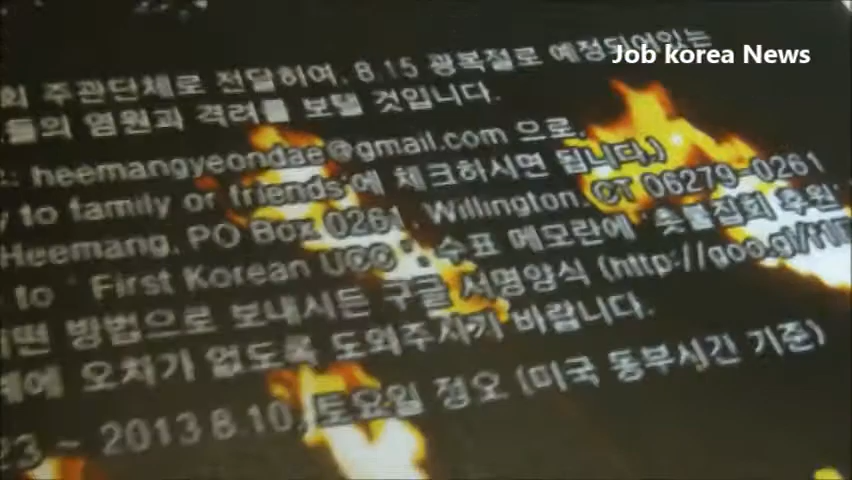 Job korea News
의 주관단체로 전달하여, 8.15 광복절로 예정되어있는
들의 염원과 격려를 보탤 것입니다.
heemangyeondae@gmail.com 으로,
to family or friends'에 체크하시면 됩니다.)
Heemang, PO Box 0261, Willington, CT 06279-0261
to ' First Korean UCC ', 수표 메모란에 '촛불집회 후원'
떤 방법으로 보내시든 구글 서명양식 (http://goo.gl/
에 오차가 없도록 도와주시기 바랍니다.
23 ~ 2013.8.10, 토요일 정오 (미국 동부시간 기준)